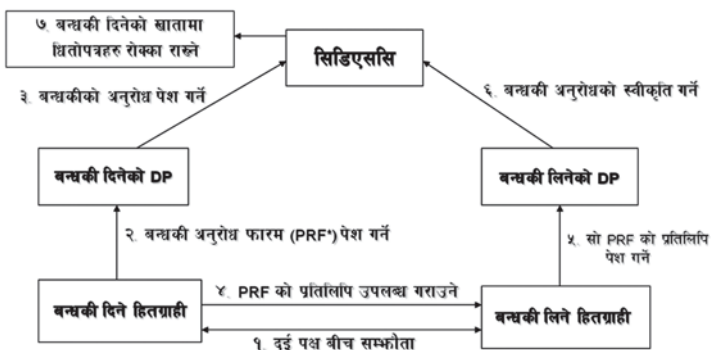 ७. बन्धकी दिनेको खातामा
धितोपत्रहरु रोक्का राख्ने
सिडिएससि
३. बन्धकीको अनुरोध पेश गर्ने
६. बन्धकी अनुरोधको स्वीकृति गर्ने
बन्धकी दिनेको DP
बन्धकी लिनेको DP
२. बन्धकी अनुरोध फारम (PRF*) पेश गर्ने
५. सो PRF को प्रतिलिपि
पेश गर्ने
बन्धकी दिने हितग्राही
४. PRF को प्रतिलिपि उपलब्ध गराउने
बन्धकी लिने हितग्राही
१. दुई पक्ष बीच सम्झौता